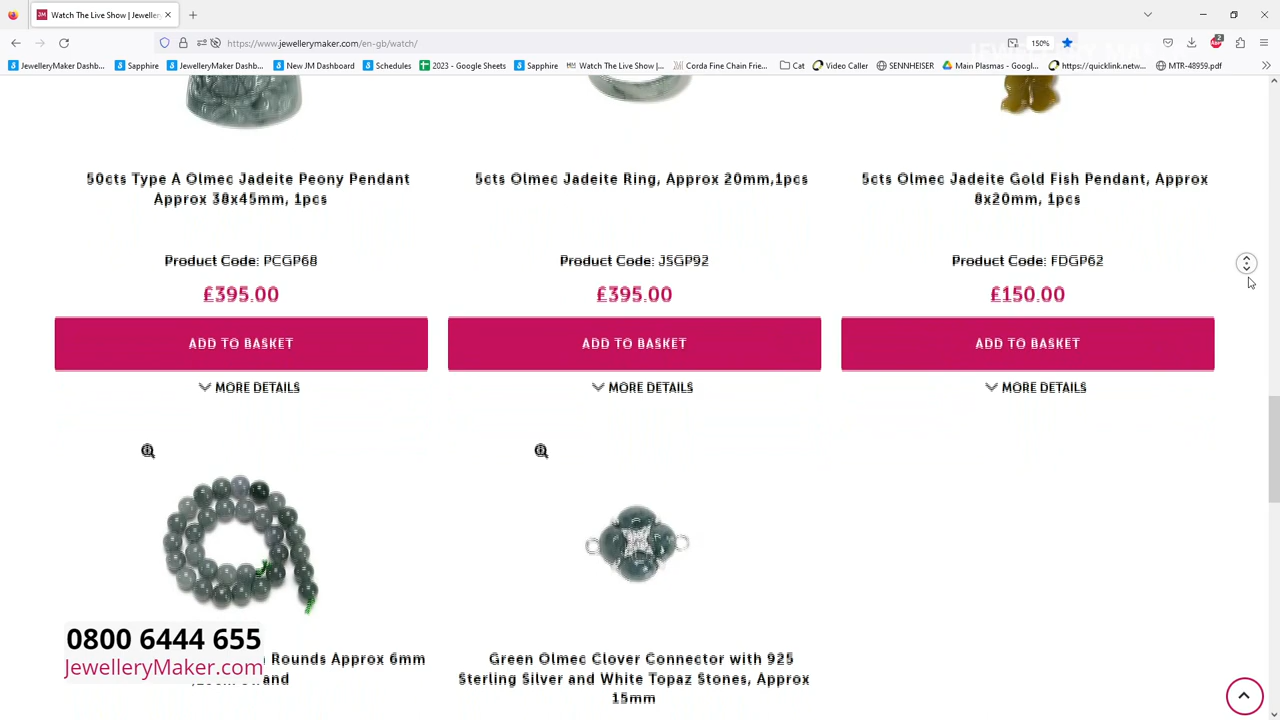 Watch The Live Show | Jewellery
https://www.jewellerymaker.com/en-gb/watch/
150%
2
JewelleryMaker Dashb...
Sapphire
JewelleryMaker Dashb...
New JM Dashboard
Schedules
2023 - Google Sheets
Sapphire
Watch The Live Show |...
Corda Fine Chain Frie...
Cat
Video Caller
SENNHEISER
Main Plasmas - Googl...
https://quicklink.netw...
MTR-48959.pdf
50cts Type A Olmec Jadeite Peony Pendant
Approx 38x45mm, 1pcs
Product Code: PCGP68
£395.00
ADD TO BASKET
MORE DETAILS
5cts Olmec Jadeite Ring, Approx 20mm,1pcs
Product Code: JSGP92
£395.00
ADD TO BASKET
MORE DETAILS
5cts Olmec Jadeite Gold Fish Pendant, Approx
8x20mm, 1pcs
Product Code: FDGP62
£150.00
ADD TO BASKET
MORE DETAILS
Rounds Approx 6mm
Green Olmec Clover Connector with 925
Sterling Silver and White Topaz Stones, Approx
15mm
0800 6444 655
JewelleryMaker.com